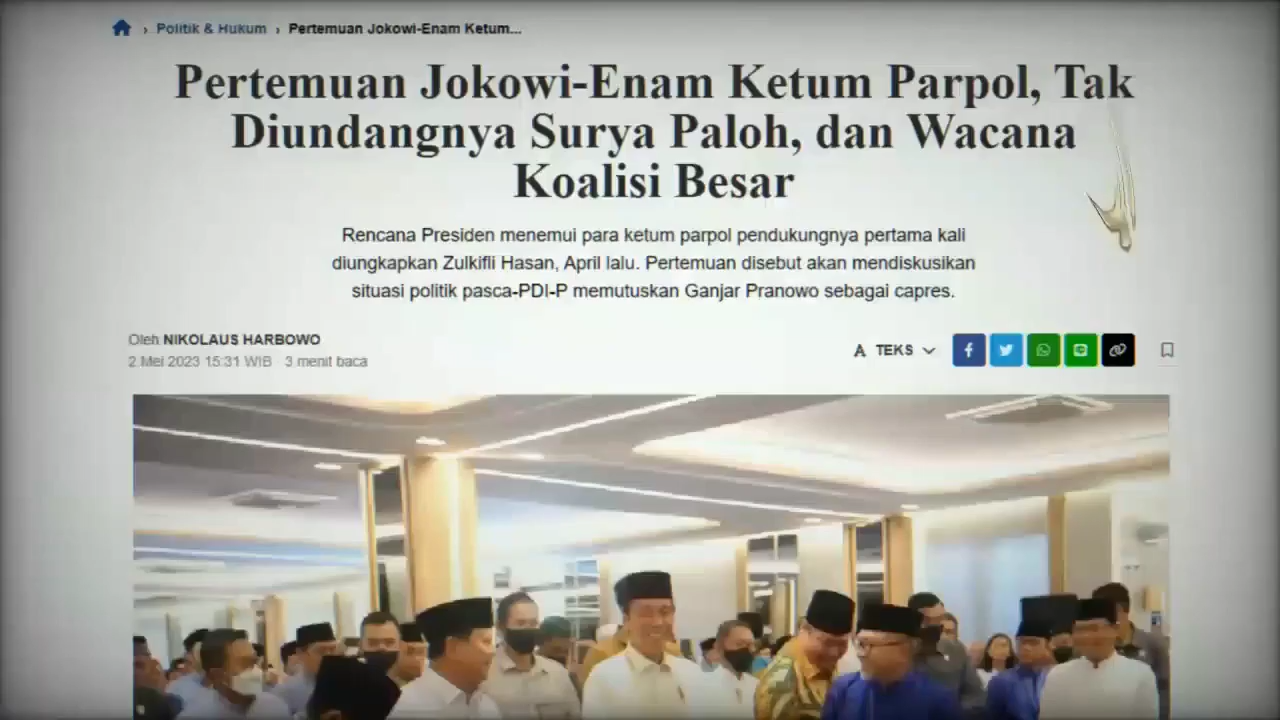 Politik & Hukum › Pertemuan Jokowi-Enam Ketum...
Pertemuan Jokowi-Enam Ketum Parpol, Tak
Diundangnya Surya Paloh, dan Wacana
Koalisi Besar
Rencana Presiden menemui para ketum parpol pendukungnya pertama kali
diungkapkan Zulkifli Hasan, April lalu. Pertemuan disebut akan mendiskusikan
situasi politik pasca-PDI-P memutuskan Ganjar Pranowo sebagai capres.
Oleh NIKOLAUS HARBOWO
2 Mei 2023 15:31 WIB 3 menit baca
A TEKS